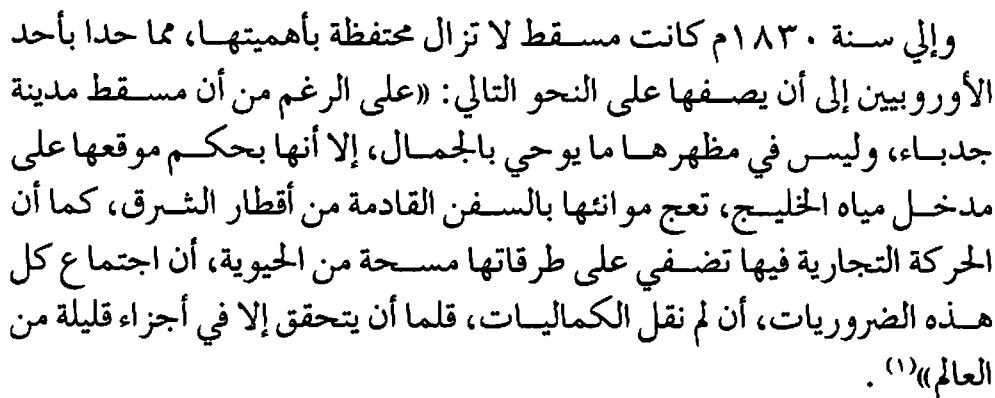 وإلي سنة ١٨٣٠م كانت مسقط لا تزال محتفظة بأهميتها، مما حدا بأحد
الأوروبيين إلى أن يصفها على النحو التالي: «على الرغم من أن مسقط مدينة
جدباء، وليس في مظهرها ما يوحي بالجمال، إلا أنها بحكم موقعها على
مدخل مياه الخليج، تعج موانئها بالسفن القادمة من أقطار الشرق، كما أن
الحركة التجارية فيها تضفي على طرقاتها مسحة من الحيوية، أن اجتماع كل
هذه الضروريات، أن لم نقل الكماليات، قلما أن يتحقق إلا في أجزاء قليلة من
العالم»(١) .